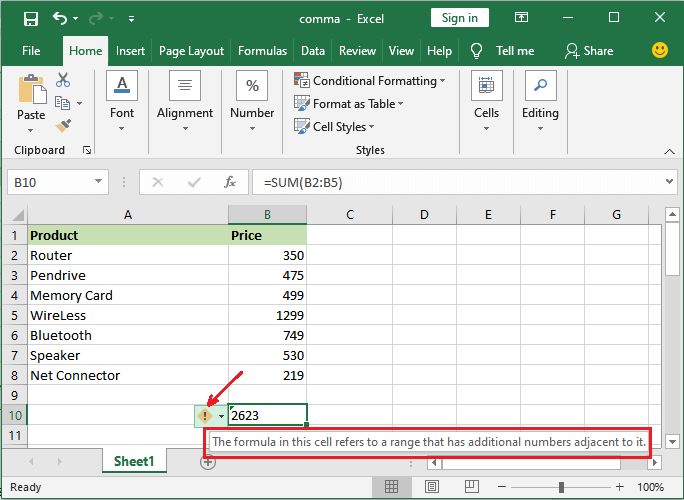 comma - Excel
Sign in
File Home Insert Page Layout Formulas Data Review View Help Tell me Share
Paste
Clipboard
Font
Alignment
%
Number
Conditional Formatting
Format as Table
Cell Styles
Styles
Cells
Editing
B10 fx =SUM(B2:B5)
A B C D E F G
1 Product Price
2 Router 350
3 Pendrive 475
4 Memory Card 499
5 WireLess 1299
6 Bluetooth 749
7 Speaker 530
8 Net Connector 219
9
10 ! 2623
11 The formula in this cell refers to a range that has additional numbers adjacent to it.
Sheet1
Ready 100%